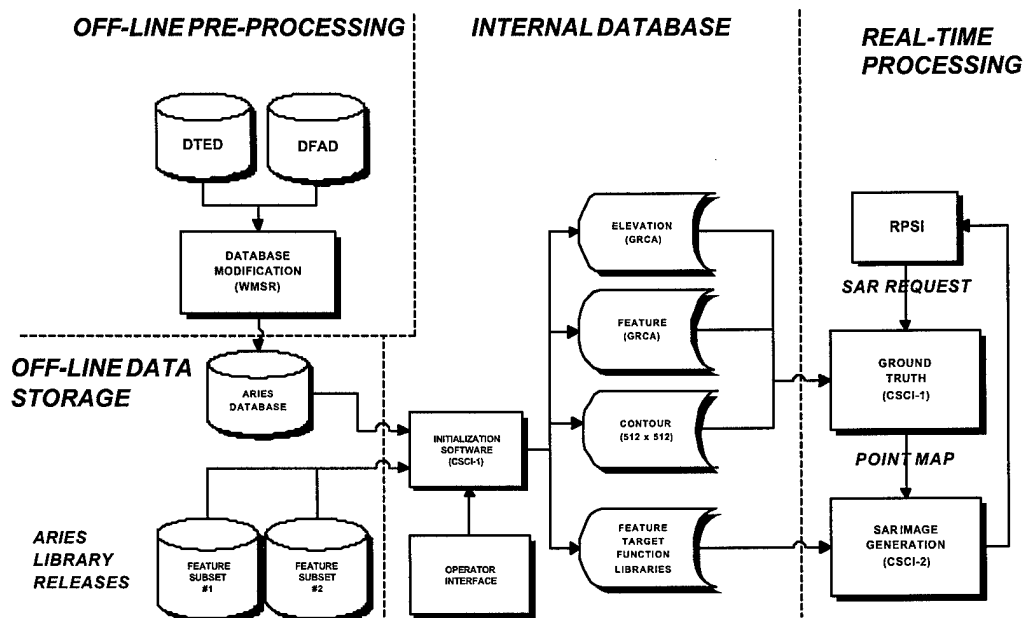 OFF-LINE PRE-PROCESSING
INTERNAL DATABASE
REAL-TIME
PROCESSING
DTED
DFAD
DATABASE
MODIFICATION
(WMSR)
OFF-LINE DATA
STORAGE
ARIES
DATABASE
ARIES
LIBRARY
RELEASES
FEATURE
SUBSET
#1
FEATURE
SUBSET
#2
INITIALIZATION
SOFTWARE
(CSCI-1)
OPERATOR
INTERFACE
ELEVATION
(GRCA)
FEATURE
(GRCA)
CONTOUR
(512 x 512)
FEATURE
TARGET
FUNCTION
LIBRARIES
RPSI
SAR REQUEST
GROUND
TRUTH
(CSCI-1)
POINT MAP
SAR IMAGE
GENERATION
(CSCI-2)